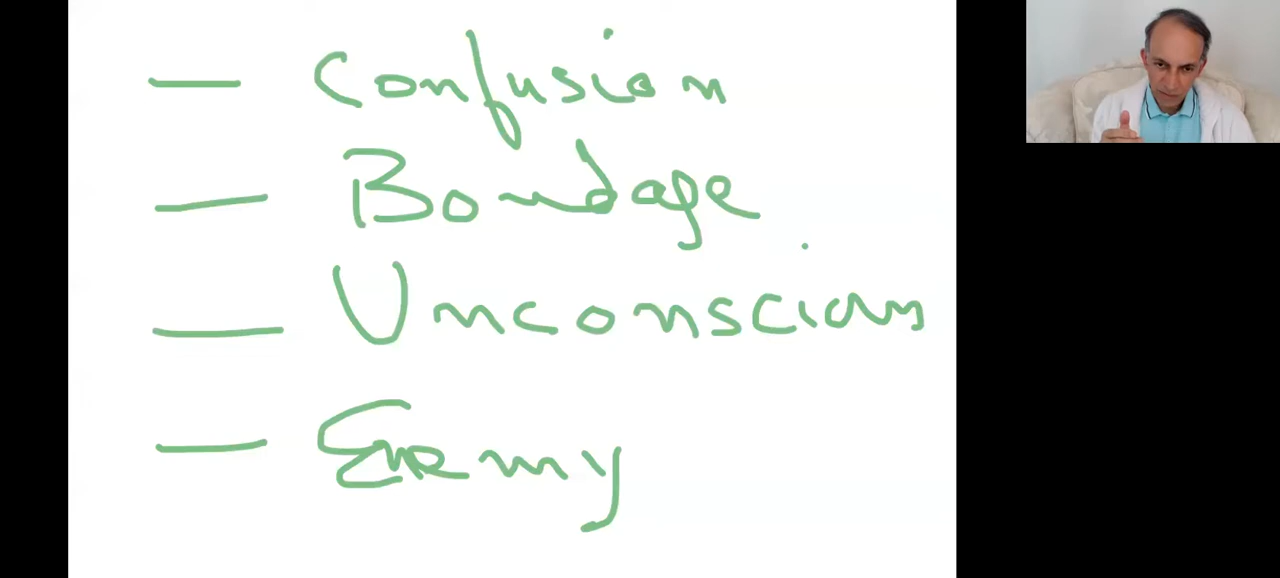 — Confusion
— Bondage
— Unconscious
— Enemy